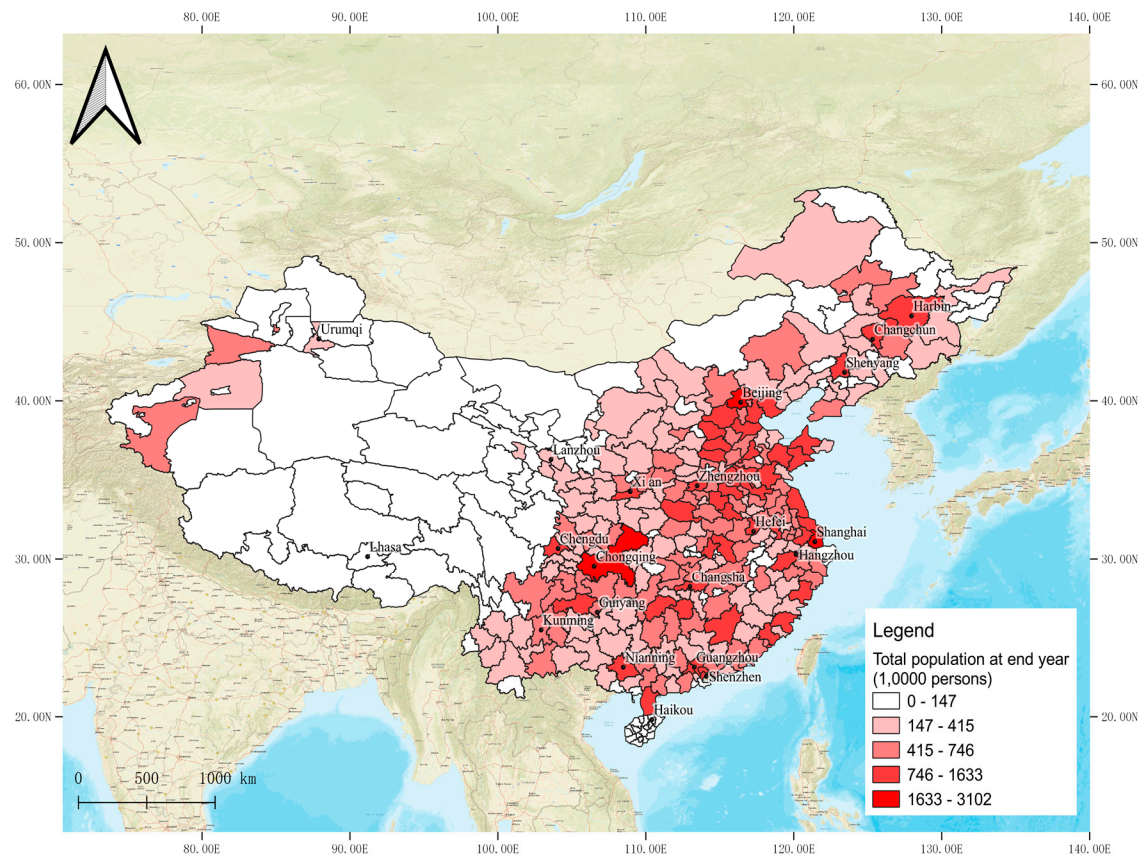 80.00E 90.00E 100.00E 110.00E 120.00E 130.00E 140.00E
60.00N 60.00N
50.00N 50.00N
Harbin
Urumqi
Changchun
Shenyang
40.00N Beijing 40.00N
Lanzhou
Xi an Zhengzhou
Hefei
Chengdu Shanghai
Lhasa
30.00N Chongqing Hangzhou 30.00N
Changsha
Guiyang
Kunming
Nianning Guangzhou
Shenzhen
20.00N Haikou 20.00N
Legend
Total population at end year
(1,0000 persons)
0 - 147
147 - 415
415 - 746
746 - 1633
1633 - 3102
0 500 1000 km
80.00E 90.00E 100.00E 110.00E 120.00E 130.00E 140.00E